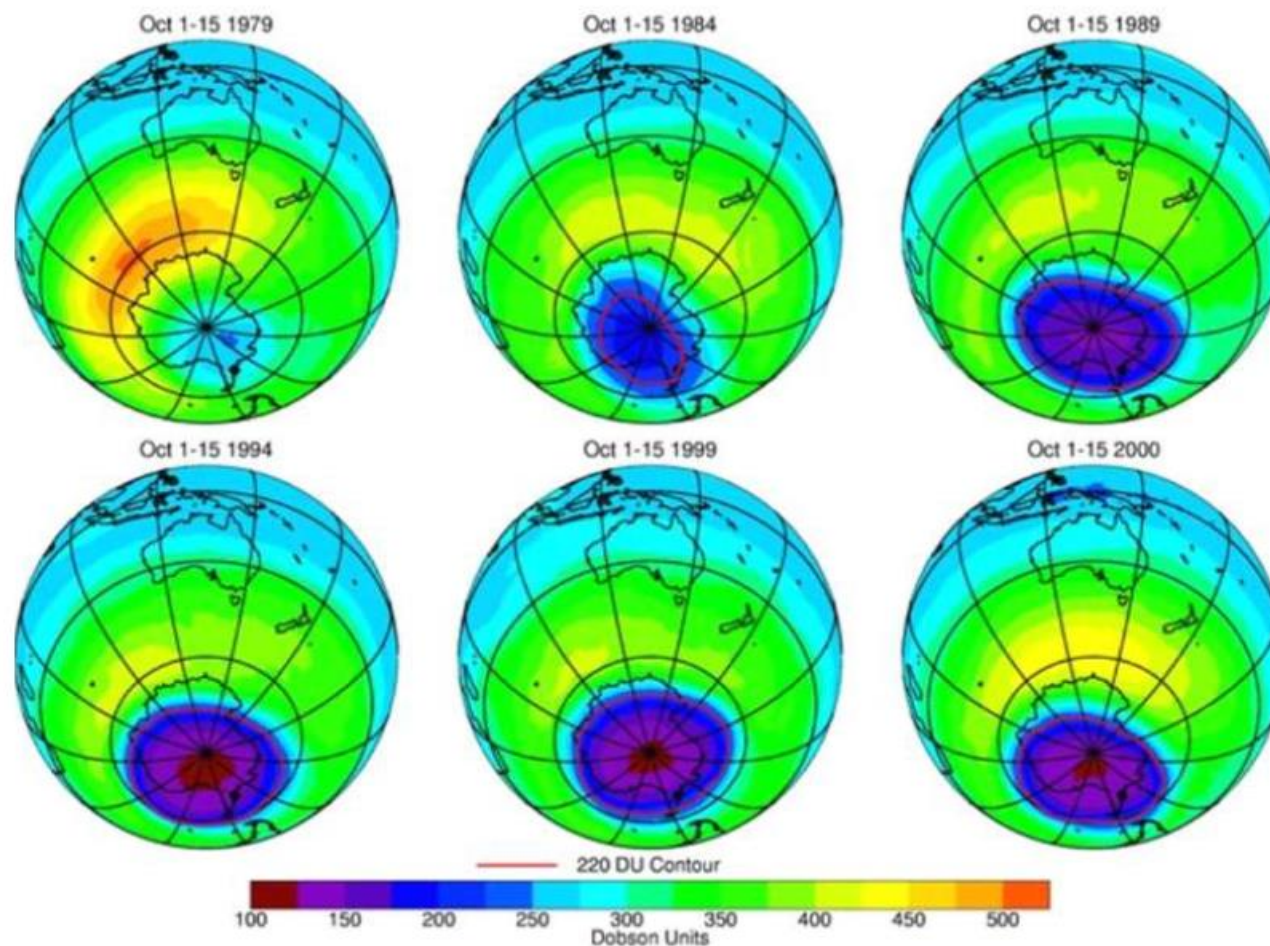 Oct 1-15 1979
Oct 1-15 1984
Oct 1-15 1989
Oct 1-15 1994
Oct 1-15 1999
Oct 1-15 2000
220 DU Contour
100 150 200 250 300 350 400 450 500
Dobson Units